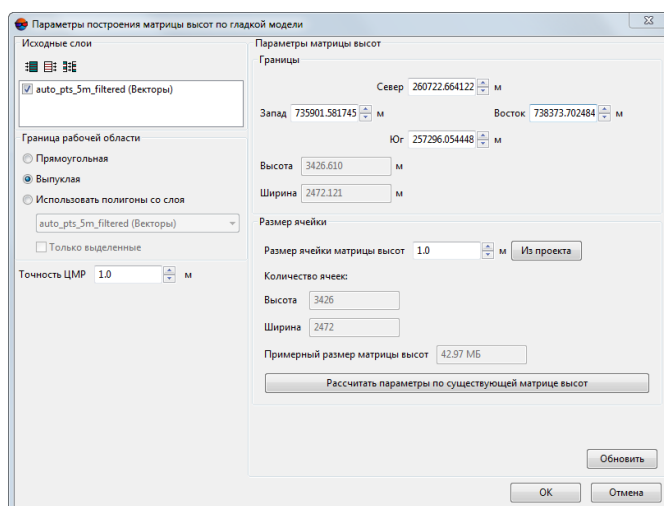 Параметры построения матрицы высот по гладкой модели
Исходные слои
auto_pts_5m_filtered (Векторы)
Граница рабочей области
Прямоугольная
Выпуклая
Использовать полигоны со слоя
auto_pts_5m_filtered (Векторы)
Только выделенные
Точность ЦМР 1.0 м
Параметры матрицы высот
Границы
Север 260722.664122 м
Запад 735901.581745 м Восток 738373.702484 м
Юг 257296.054448 м
Высота 3426.610 м
Ширина 2472.121 м
Размер ячейки
Размер ячейки матрицы высот 1.0 м Из проекта
Количество ячеек:
Высота 3426
Ширина 2472
Примерный размер матрицы высот 42.97 МБ
Рассчитать параметры по существующей матрице высот
Обновить
OK Отмена